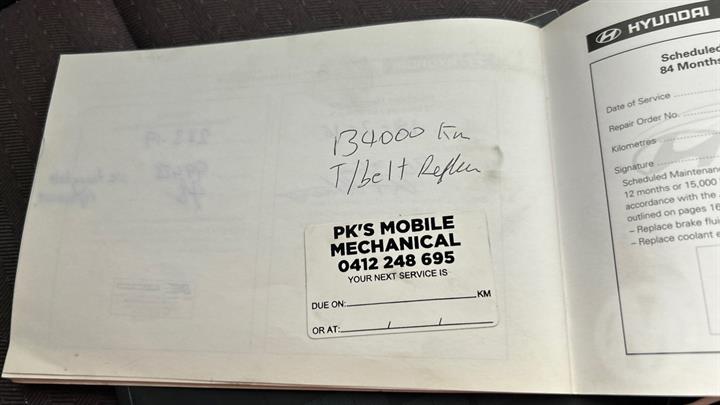 134000 Km
T/belt
PK'S MOBILE
MECHANICAL
0412 248 695
YOUR NEXT SERVICE IS
DUE ON: KM
OR AT: / /
HYUNDAI
Scheduled
84 Months
Date of Service
Repair Order No.
Kilometres
Signature
Scheduled Maintenanc
12 months or 15,000
accordance with the
outlined on pages 16
– Replace brake flui
– Replace coolant e